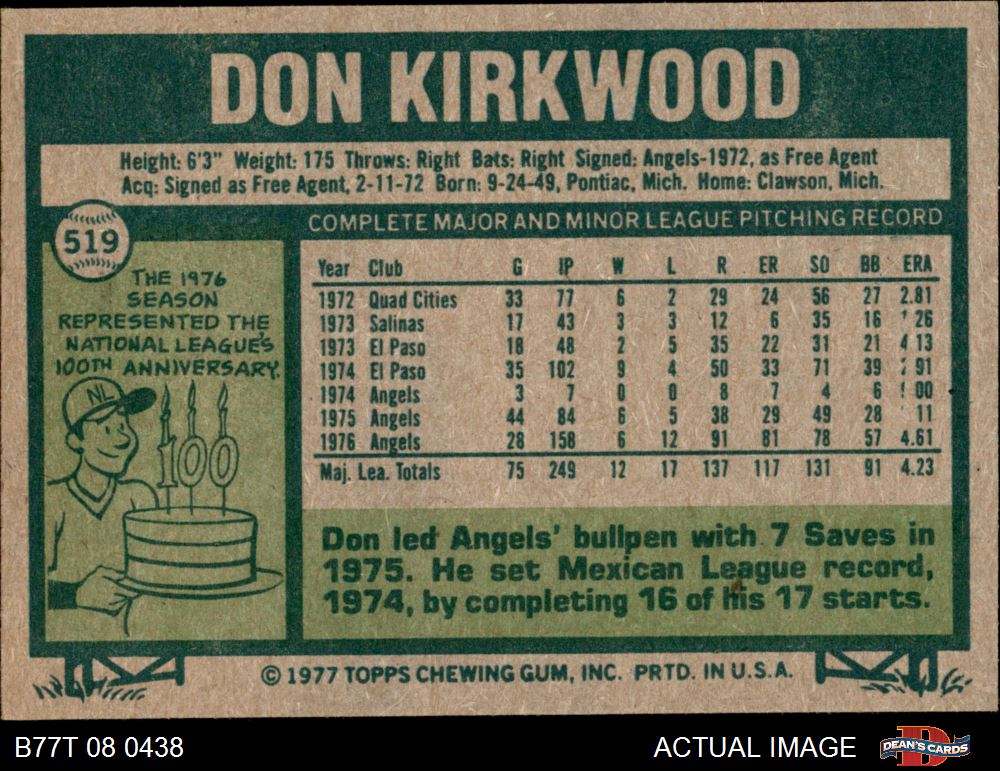 DON KIRKWOOD
Height: 6'3" Weight: 175 Throws: Right Bats: Right Signed: Angels-1972, as Free Agent
Acq: Signed as Free Agent, 2-11-72 Born: 9-24-49, Pontiac, Mich. Home: Clawson, Mich.
519
COMPLETE MAJOR AND MINOR LEAGUE PITCHING RECORD
THE 1976
SEASON
REPRESENTED THE
NATIONAL LEAGUE'S
100TH ANNIVERSARY.
NL
100
Year Club G IP W L R ER SO BB ERA
1972 Quad Cities 33 77 6 2 29 24 56 27 2.81
1973 Salinas 17 43 3 3 12 6 35 16 26
1973 El Paso 18 48 2 5 35 22 31 21 4 13
1974 El Paso 35 102 9 4 50 33 71 39 91
1974 Angels 3 7 0 0 8 7 4 6 00
1975 Angels 44 84 6 5 38 29 49 28 11
1976 Angels 28 158 6 12 91 81 78 57 4.61
Maj. Lea. Totals 75 249 12 17 137 117 131 91 4.23
Don led Angels' bullpen with 7 Saves in
1975. He set Mexican League record,
1974, by completing 16 of his 17 starts.
© 1977 TOPPS CHEWING GUM, INC. PRTD. IN U.S.A.
B77T 08 0438
ACTUAL IMAGE
DEAN'S CARDS